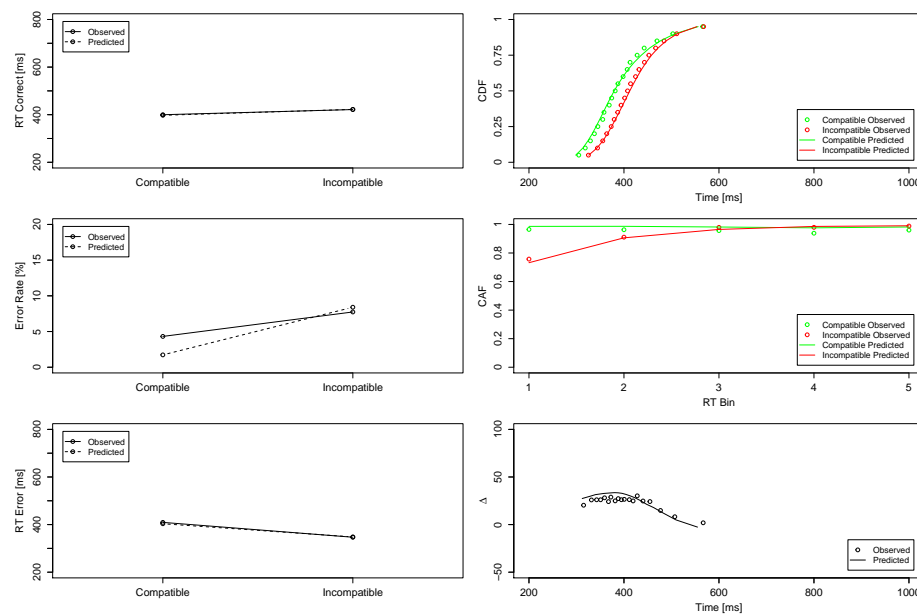 RT Correct [ms]
200 400 600 800
Observed
Predicted
Compatible Incompatible
CDF
0 0.25 0.5 0.75 1
Compatible Observed
Incompatible Observed
Compatible Predicted
Incompatible Predicted
200 400 600 800 1000
Time [ms]
Error Rate [%]
0 5 10 15 20
Observed
Predicted
Compatible Incompatible
CAF
0 0.2 0.4 0.6 0.8 1
Compatible Observed
Incompatible Observed
Compatible Predicted
Incompatible Predicted
1 2 3 4 5
RT Bin
RT Error [ms]
200 400 600 800
Observed
Predicted
Compatible Incompatible
Δ
−50 0 50 100
Observed
Predicted
200 400 600 800 1000
Time [ms]